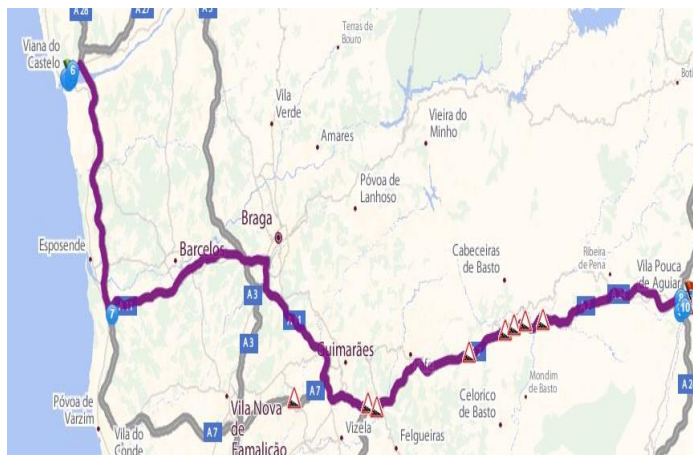 A 28
A 27
A 3
Viana do
Castelo
6
Terras de
Bouro
Vila
Verde
Amares
Vieira do
Minho
Póvoa de
Lanhoso
Braga
Esposende
Barcelos
Cabeceiras
de Basto
Ribeira
de Pena
Vila Pouca
de Aguiar
7
A 3
A 3
10
Guimarães
Mondim
de Basto
A 7
Celorico
de Basto
A 24
Póvoa de
Varzim
Vila do
Conde
A 7
Vila Nova
de
Famalicão
Vizela
Felgueiras